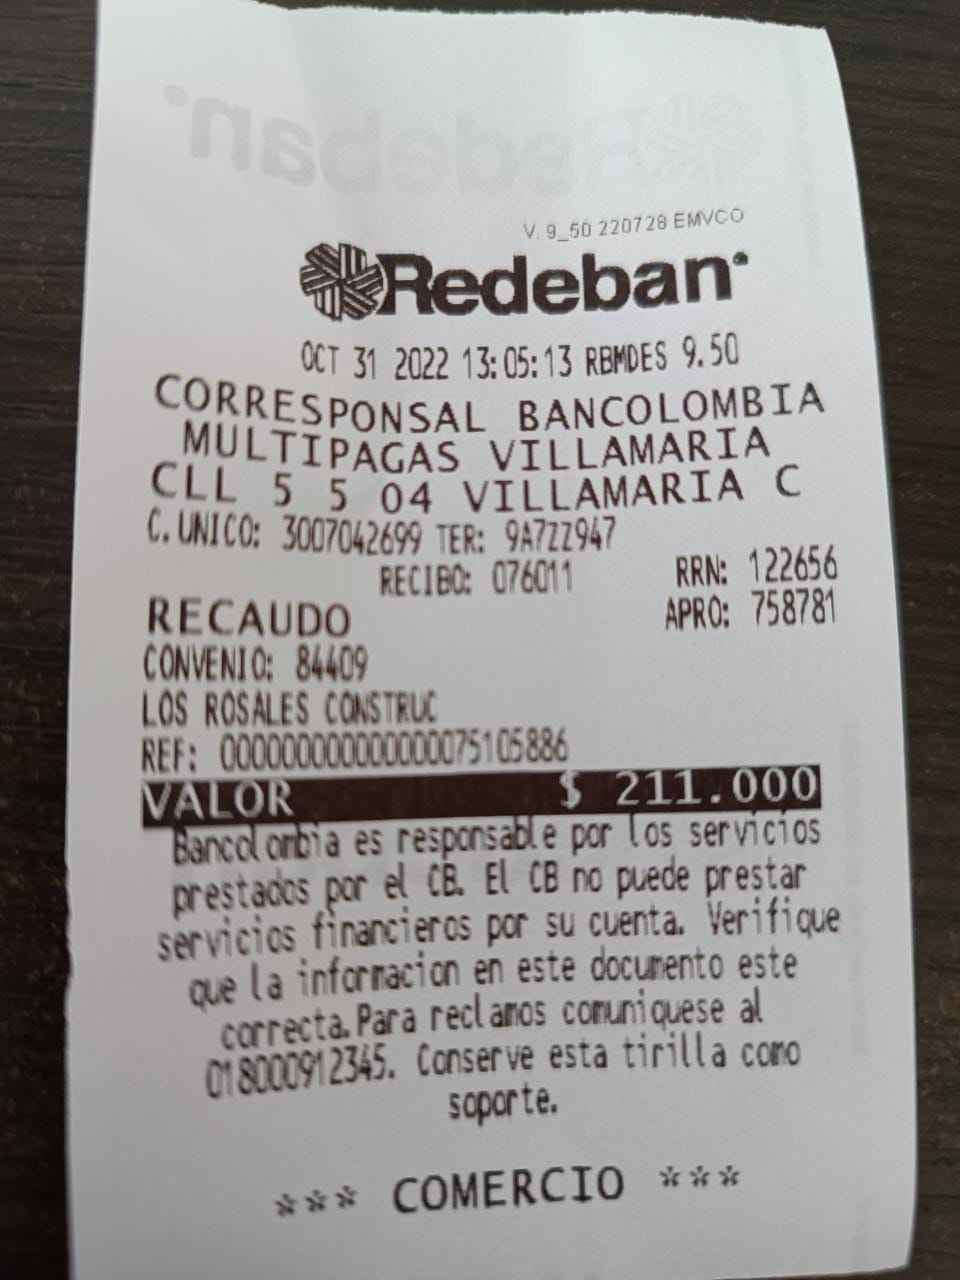 V. 9_50 220728 EMVCO
Redeban
OCT 31 2022 13:05:13 RBMDES 9.50
CORRESPONSAL BANCOLOMBIA
MULTIPAGAS VILLAMARIA
CLL 5 5 04 VILLAMARIA C
C. UNICO: 3007042699 TER: 9A7ZZ947
RECIBO: 076011 RRN: 122656
RECAUDO APRO: 758781
CONVENIO: 84409
LOS ROSALES CONSTRUC
REF: 000000000000000075105886
VALOR $ 211.000
Bancolombia es responsable por los servicios
prestados por el CB. El CB no puede prestar
servicios financieros por su cuenta. Verifique
que la informacion en este documento este
correcta. Para reclamos comuniquese al
018000912345. Conserve esta tirilla como
soporte.
*** COMERCIO ***